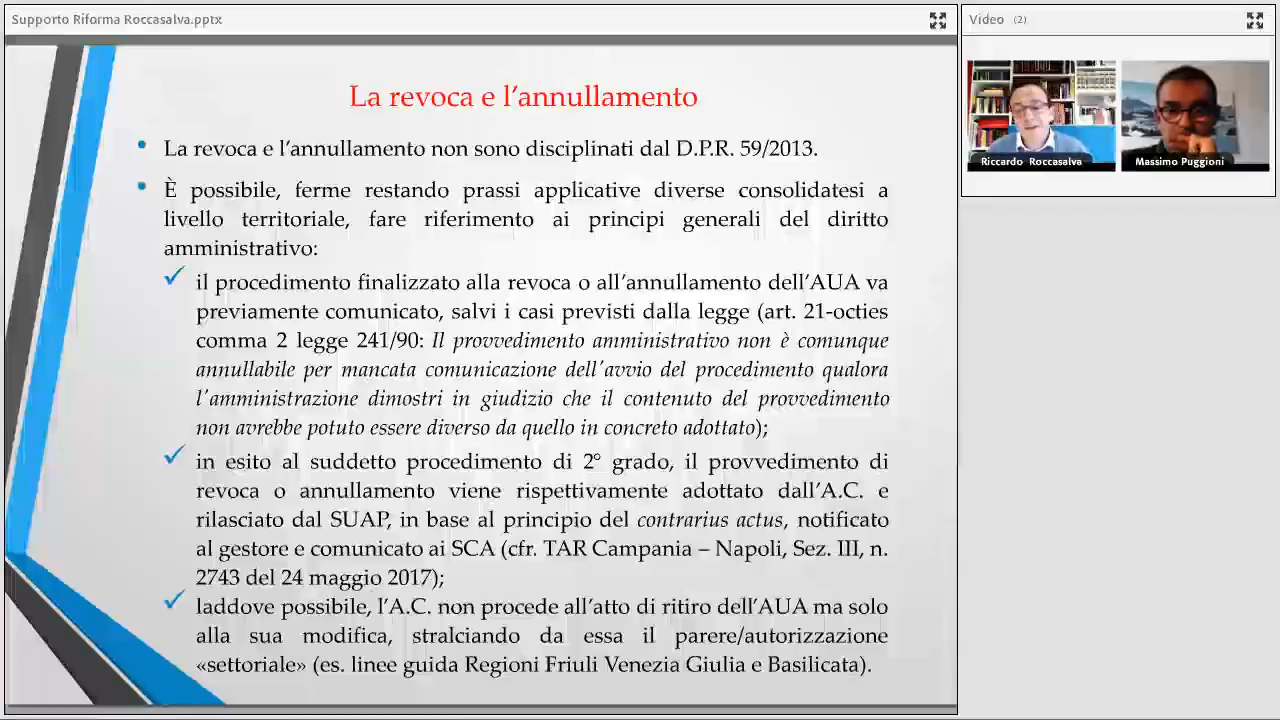 Supporto Riforma Roccasalva.pptx
Video (2)
La revoca e l'annullamento
La revoca e l'annullamento non sono disciplinati dal D.P.R. 59/2013.
È possibile, ferme restando prassi applicative diverse consolidatesi a
livello territoriale, fare riferimento ai principi generali del diritto
amministrativo:
il procedimento finalizzato alla revoca o all'annullamento dell'AUA va
previamente comunicato, salvi i casi previsti dalla legge (art. 21-octies
comma 2 legge 241/90: Il provvedimento amministrativo non è comunque
annullabile per mancata comunicazione dell'avvio del procedimento qualora
l'amministrazione dimostri in giudizio che il contenuto del provvedimento
non avrebbe potuto essere diverso da quello in concreto adottato);
in esito al suddetto procedimento di 2° grado, il provvedimento di
revoca o annullamento viene rispettivamente adottato dall'A.C. e
rilasciato dal SUAP, in base al principio del contrarius actus, notificato
al gestore e comunicato ai SCA (cfr. TAR Campania – Napoli, Sez. III, n.
2743 del 24 maggio 2017);
laddove possibile, l'A.C. non procede all'atto di ritiro dell'AUA ma solo
alla sua modifica, stralciando da essa il parere/autorizzazione
«settoriale» (es. linee guida Regioni Friuli Venezia Giulia e Basilicata).
Riccardo Roccasalva
Massimo Puggioni